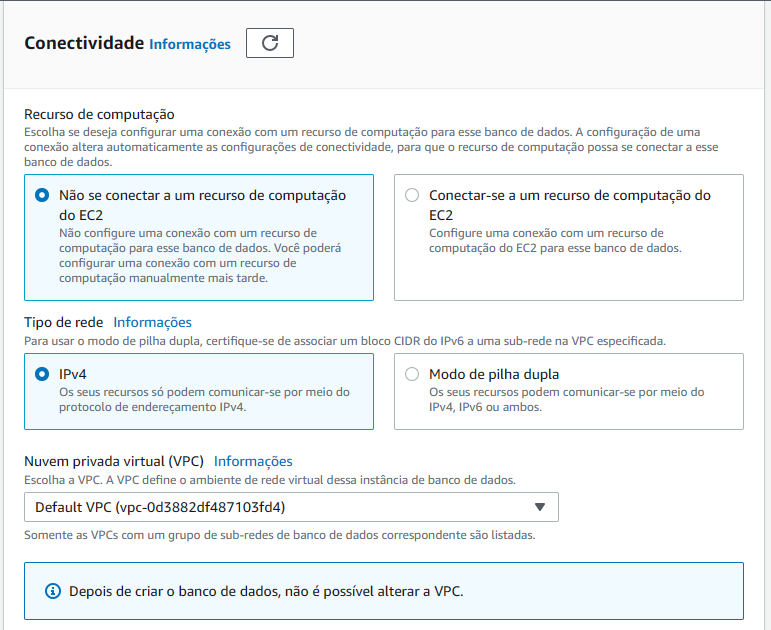 Conectividade Informações
Recurso de computação
Escolha se deseja configurar uma conexão com um recurso de computação para esse banco de dados. A configuração de uma
conexão altera automaticamente as configurações de conectividade, para que o recurso de computação possa se conectar a esse
banco de dados.
Não se conectar a um recurso de computação
do EC2
Não configure uma conexão com um recurso de
computação para esse banco de dados. Você poderá
configurar uma conexão com um recurso de
computação manualmente mais tarde.
Conectar-se a um recurso de computação do
EC2
Configure uma conexão com um recurso de
computação do EC2 para esse banco de dados.
Tipo de rede Informações
Para usar o modo de pilha dupla, certifique-se de associar um bloco CIDR do IPv6 a uma sub-rede na VPC especificada.
IPv4
Os seus recursos só podem comunicar-se por meio do
protocolo de endereçamento IPv4.
Modo de pilha dupla
Os seus recursos podem comunicar-se por meio do
IPv4, IPv6 ou ambos.
Nuvem privada virtual (VPC) Informações
Escolha a VPC. A VPC define o ambiente de rede virtual dessa instância de banco de dados.
Default VPC (vpc-0d3882df487103fd4)
Somente as VPCs com um grupo de sub-redes de banco de dados correspondente são listadas.
Depois de criar o banco de dados, não é possível alterar a VPC.